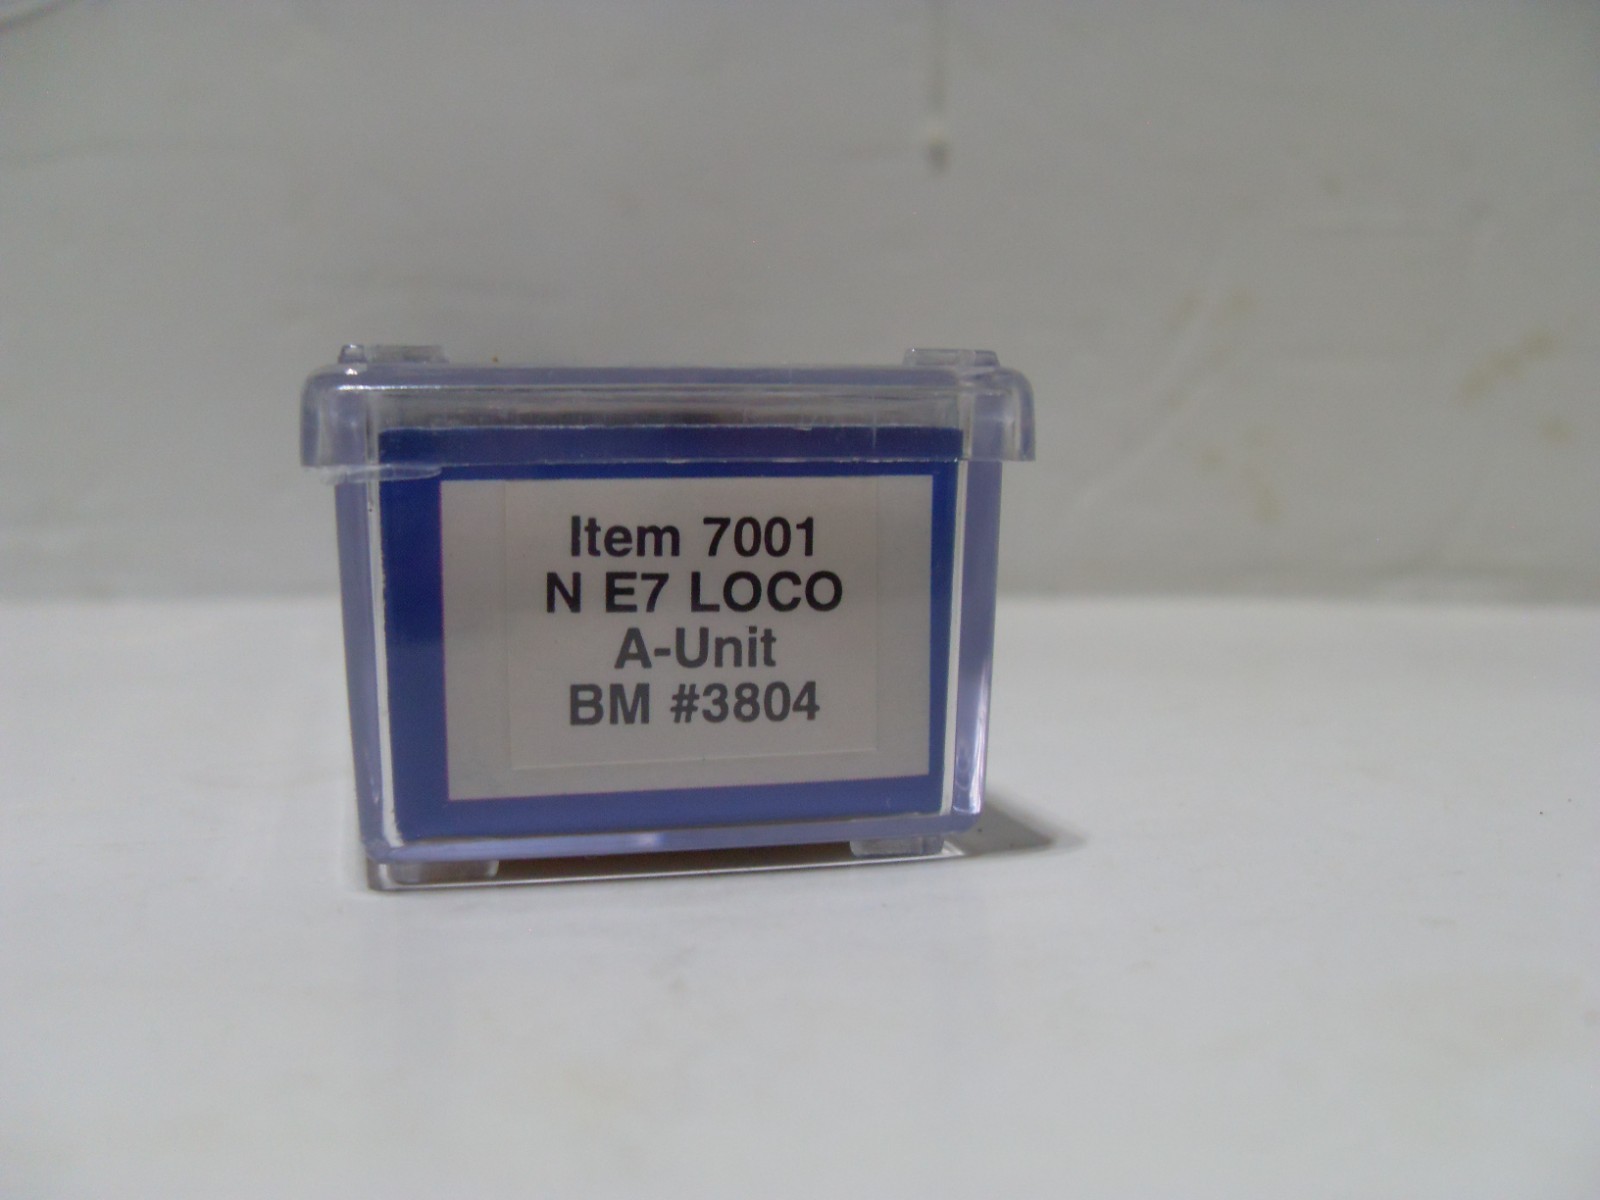 Item 7001
N E7 LOCO
A-Unit
BM #3804